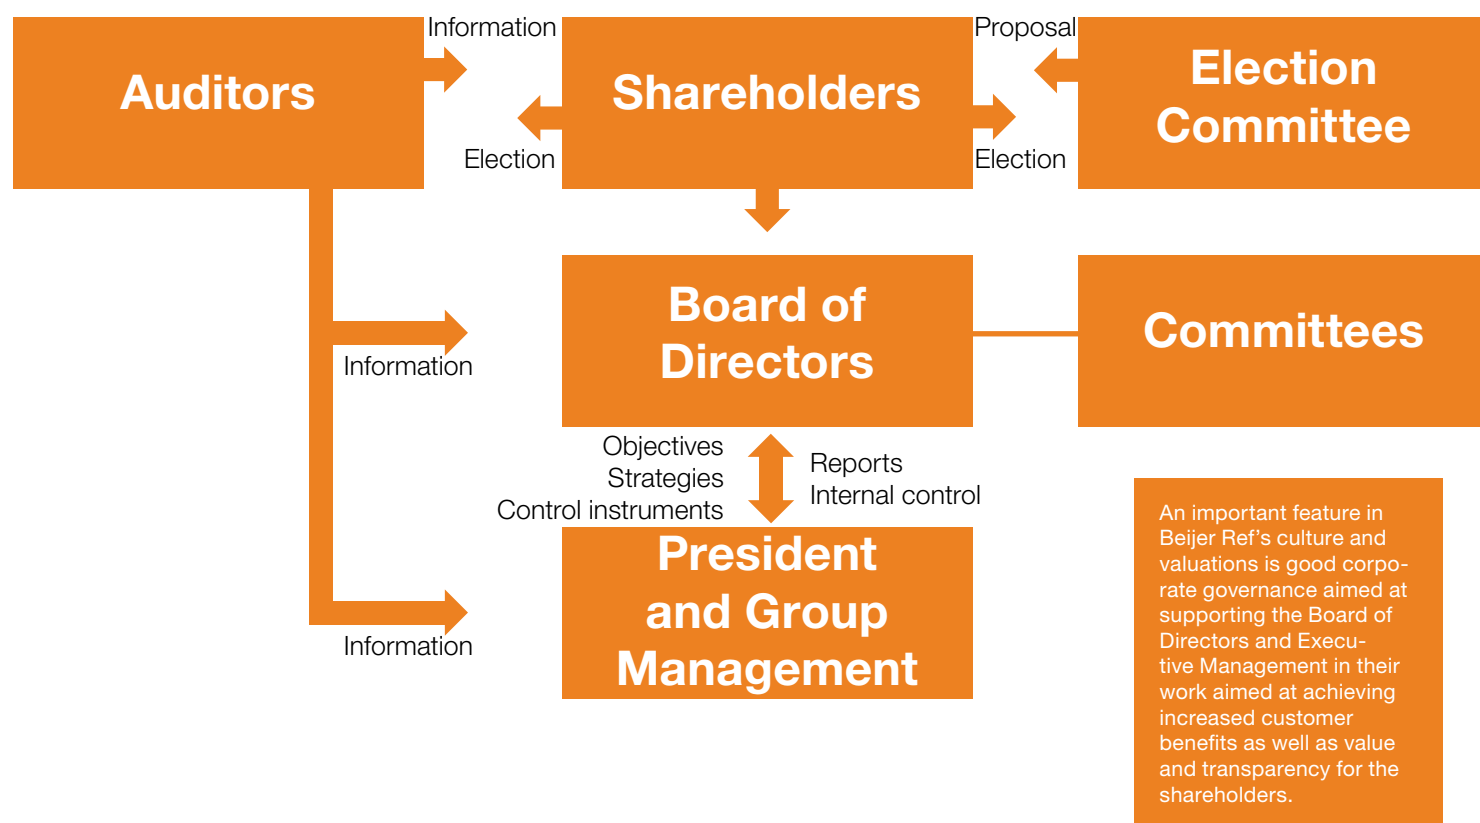 Information
Proposal
Auditors
Shareholders
Election
Committee
Election
Election
Board of
Directors
Committees
Information
Objectives
Strategies
Control instruments
Reports
Internal control
President
and Group
Management
Information
An important feature in
Beijer Ref's culture and
valuations is good corpo-
rate governance aimed at
supporting the Board of
Directors and Execu-
tive Management in their
work aimed at achieving
increased customer
benefits as well as value
and transparency for the
shareholders.